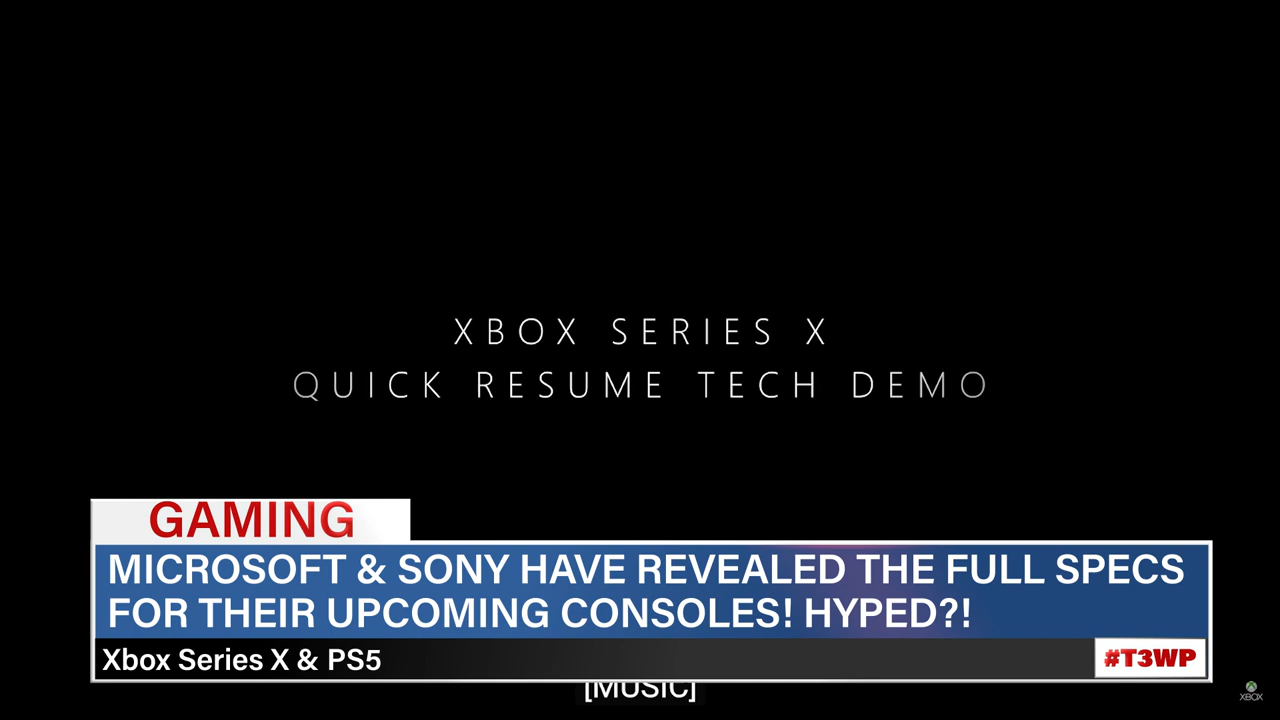 XBOX SERIES X
QUICK RESUME TECH DEMO
GAMING
MICROSOFT & SONY HAVE REVEALED THE FULL SPECS
FOR THEIR UPCOMING CONSOLES! HYPED?!
Xbox Series X & PS5
#T3WP
[MUSIC]
XBOX